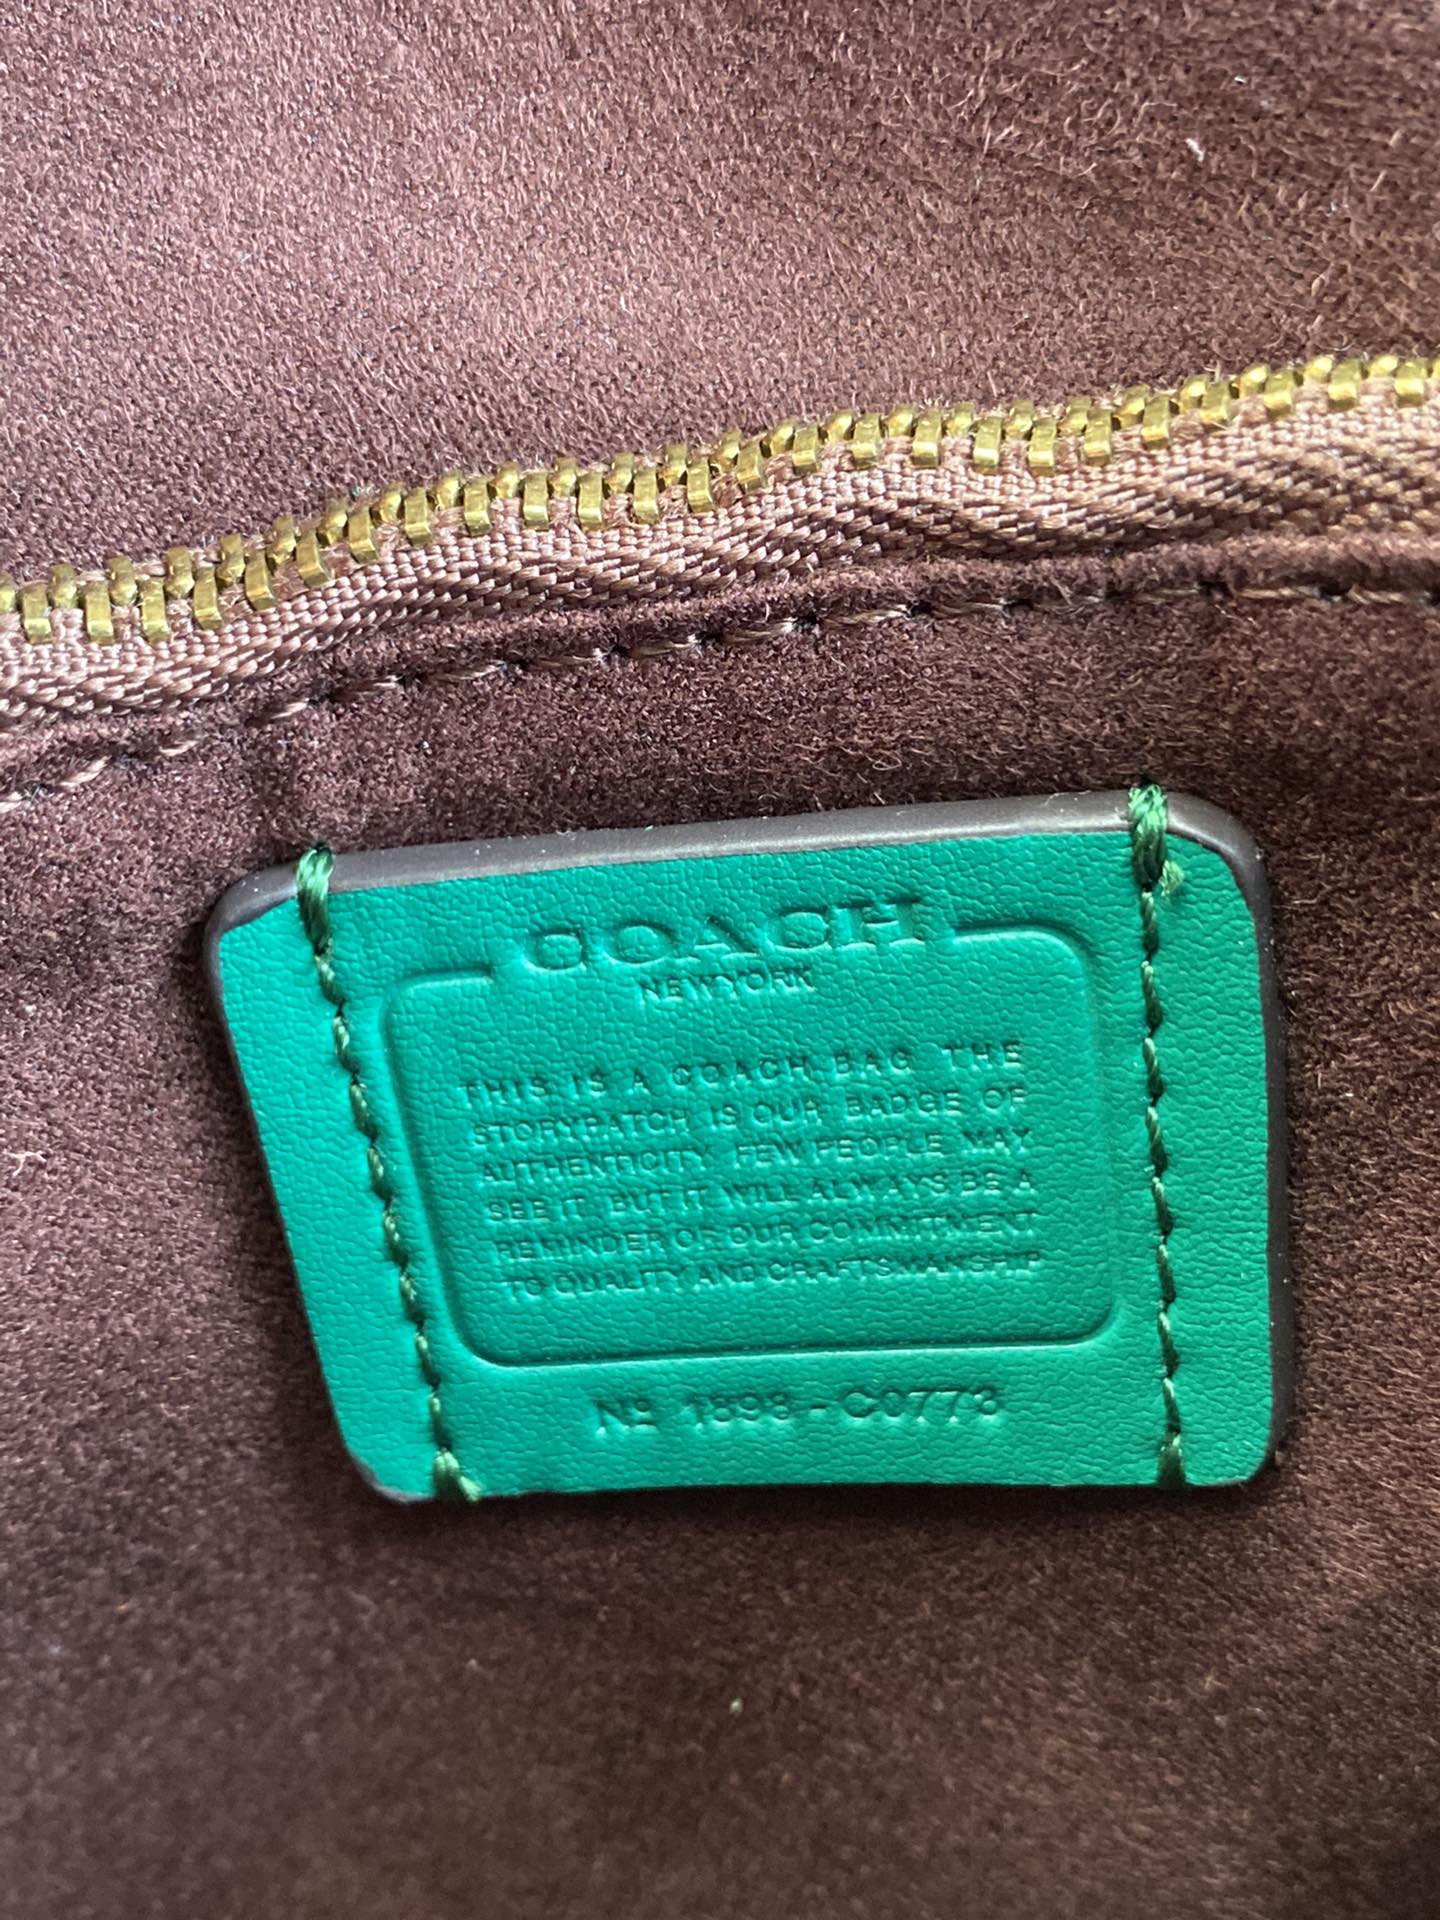 COACH
NEW YORK
THIS IS A COACH BAG THE
STORYPATCH IS OUR BADGE OF
AUTHENTICITY FEW PEOPLE MAY
SEE IT BUT IT WILL ALWAYS BE A
REMINDER OF OUR COMMITMENT
TO QUALITY AND CRAFTSMANSHIP
Nº 1898-C0773